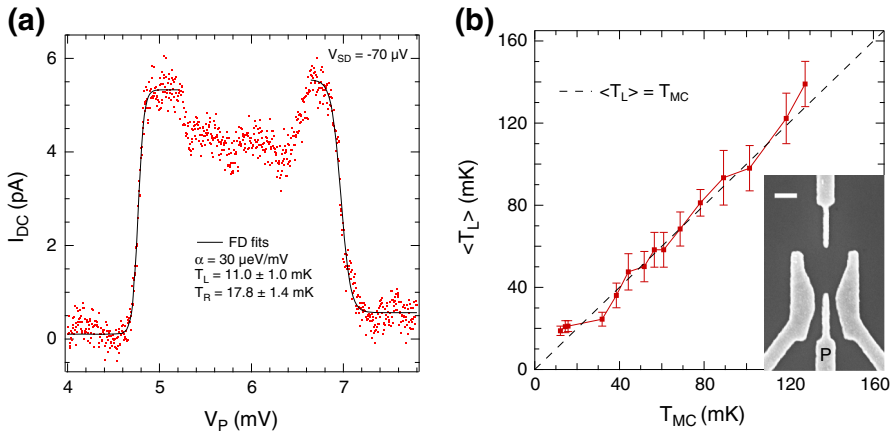 (a)
V_SD = -70 µV
6
4
2
0
I_DC (pA)
FD fits
α = 30 µeV/mV
T_L = 11.0 ± 1.0 mK
T_R = 17.8 ± 1.4 mK
4
5
6
7
V_P (mV)
(b)
160
120
80
40
0
<T_L> (mK)
<T_L> = T_MC
P
0
40
80
120
160
T_MC (mK)